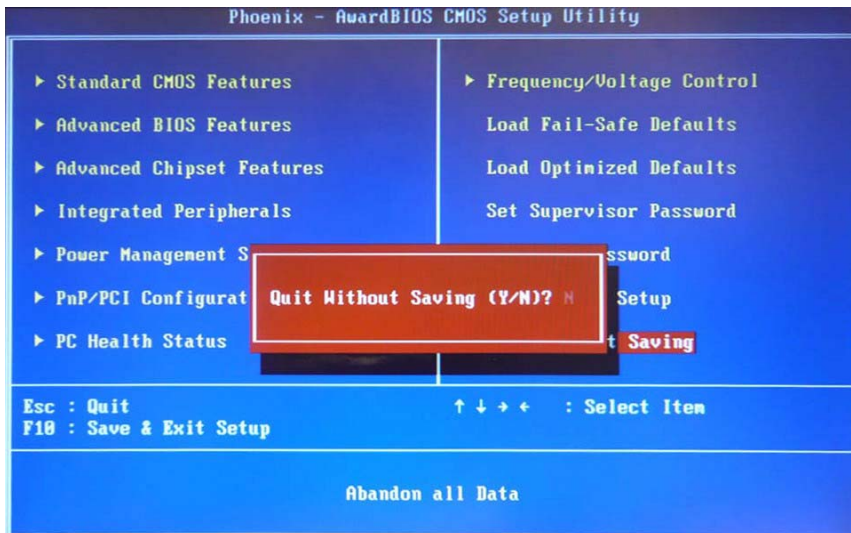 Phoenix - AwardBIOS CMOS Setup Utility
▶ Standard CMOS Features
▶ Advanced BIOS Features
▶ Advanced Chipset Features
▶ Integrated Peripherals
▶ Power Management S
▶ PnP/PCI Configurat
▶ PC Health Status
▶ Frequency/Voltage Control
Load Fail-Safe Defaults
Load Optimized Defaults
Set Supervisor Password
ssword
Setup
t Saving
Quit Without Saving (Y/N)? N
Esc : Quit
F10 : Save & Exit Setup
↑ ↓ → ← : Select Item
Abandon all Data